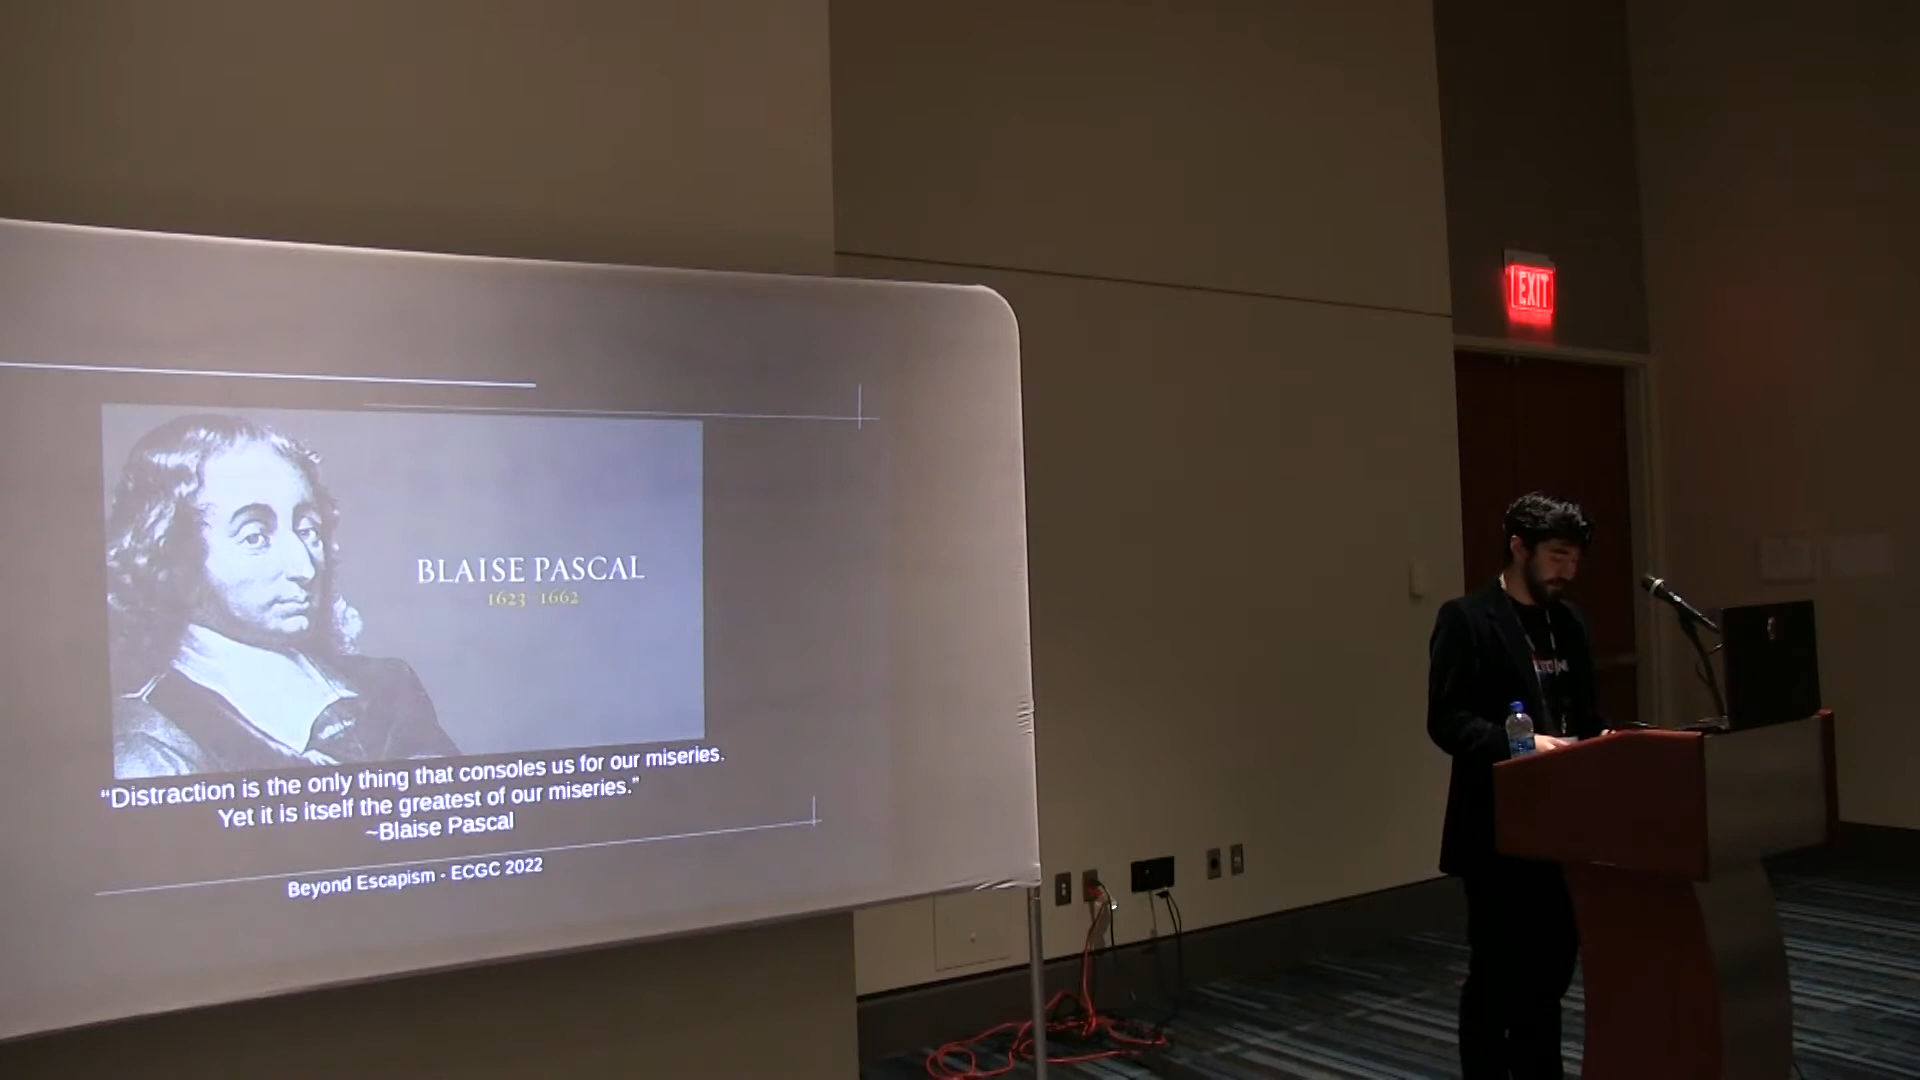 BLAISE PASCAL
1623 1662
“Distraction is the only thing that consoles us for our miseries.
Yet it is itself the greatest of our miseries.”
~Blaise Pascal
Beyond Escapism - ECGC 2022
EXIT